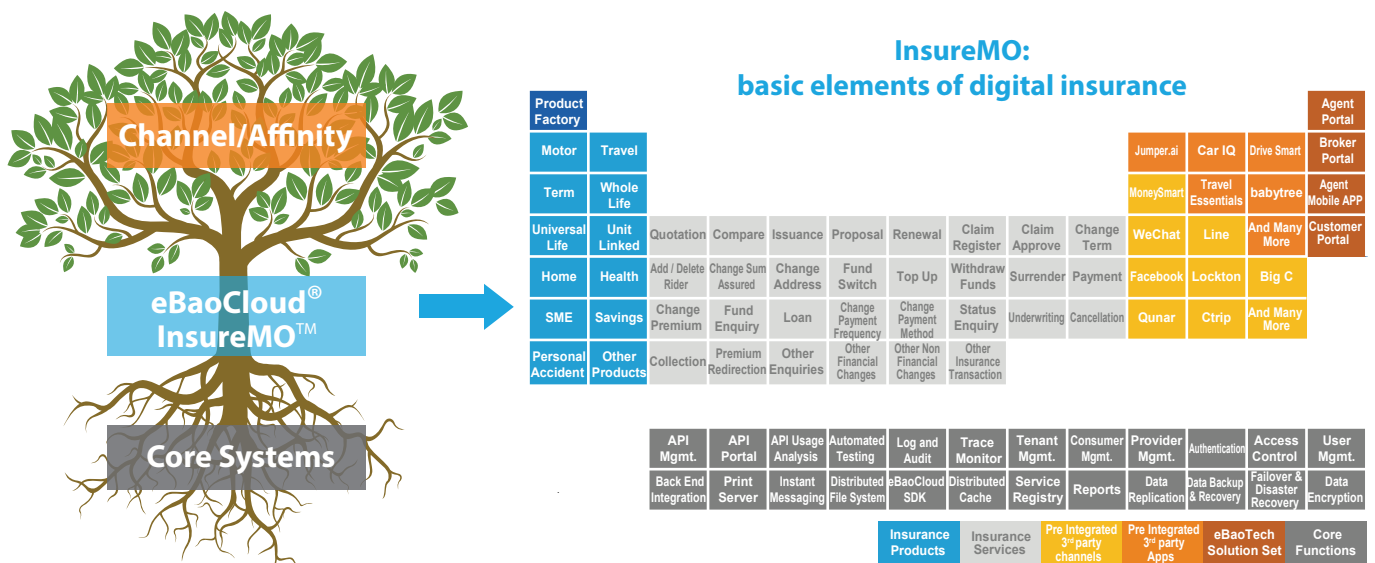 InsureMO:
basic elements of digital insurance
Channel/Affinity
eBaoCloud®
InsureMO™
Core Systems
Product
Factory
Agent
Portal
Motor
Travel
Jumper.ai
Car IQ
Drive Smart
Broker
Portal
Term
Whole
Life
MoneySmart
Travel
Essentials
babytree
Agent
Mobile APP
Universal
Life
Unit
Linked
Quotation
Compare
Issuance
Proposal
Renewal
Claim
Register
Claim
Approve
Change
Term
WeChat
Line
And Many
More
Customer
Portal
Home
Health
Add / Delete
Rider
Change Sum
Assured
Change
Address
Fund
Switch
Top Up
Withdraw
Funds
Surrender
Payment
Facebook
Lockton
Big C
SME
Savings
Change
Premium
Fund
Enquiry
Loan
Change
Payment
Frequency
Change
Payment
Method
Status
Enquiry
Underwriting
Cancellation
Qunar
Ctrip
And Many
More
Personal
Accident
Other
Products
Collection
Premium
Redirection
Other
Enquiries
Other
Financial
Changes
Other Non
Financial
Changes
Other
Insurance
Transaction
API
Mgmt.
API
Portal
API Usage
Analysis
Automated
Testing
Log and
Audit
Trace
Monitor
Tenant
Mgmt.
Consumer
Mgmt.
Provider
Mgmt.
Authentication
Access
Control
User
Mgmt.
Back End
Integration
Print
Server
Instant
Messaging
Distributed
File System
eBaoCloud
SDK
Distributed
Cache
Service
Registry
Reports
Data
Replication
Data Backup
& Recovery
Failover &
Disaster
Recovery
Data
Encryption
Insurance
Products
Insurance
Services
Pre Integrated
3rd party
channels
Pre Integrated
3rd party
Apps
eBaoTech
Solution Set
Core
Functions